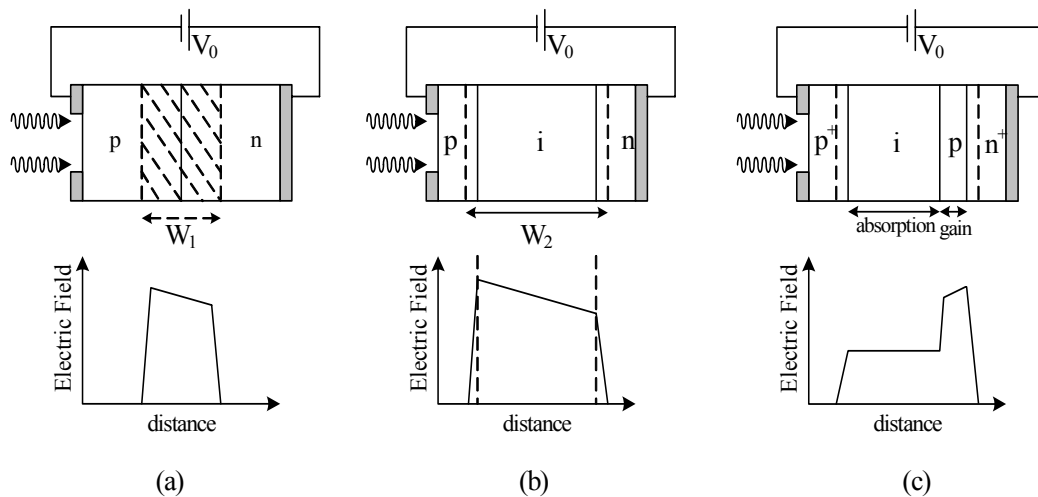 V₀
p
n
W₁
Electric Field
distance
(a)
V₀
p
i
n
W₂
Electric Field
distance
(b)
V₀
p⁺
i
p
n⁺
absorption
gain
Electric Field
distance
(c)